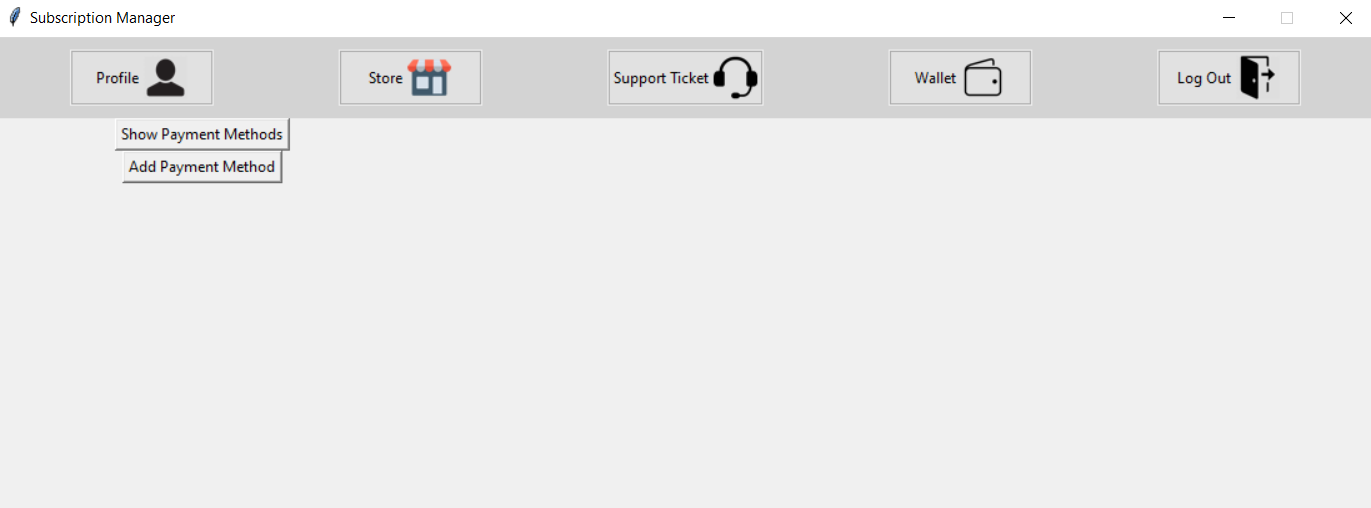 Subscription Manager
Profile
Store
Support Ticket
Wallet
Log Out
Show Payment Methods
Add Payment Method